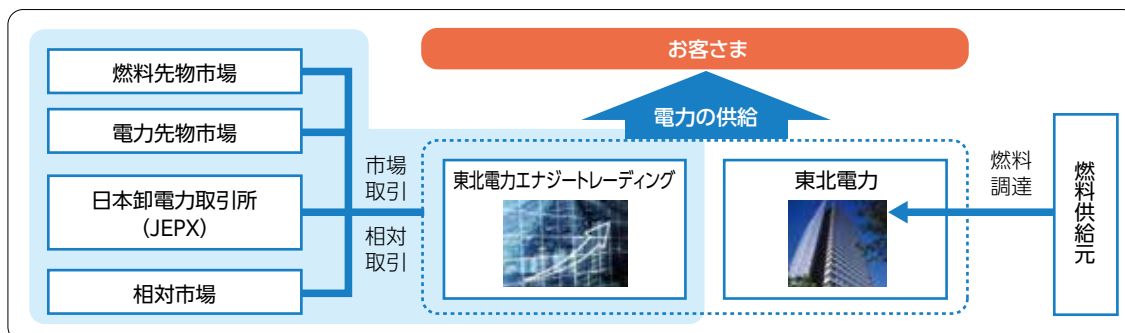 お客さま
電力の供給
燃料先物市場
電力先物市場
日本卸電力取引所
(JEPX)
相対市場
市場
取引
相対
取引
東北電力エナジートレーディング
東北電力
燃料
調達
燃料供給元